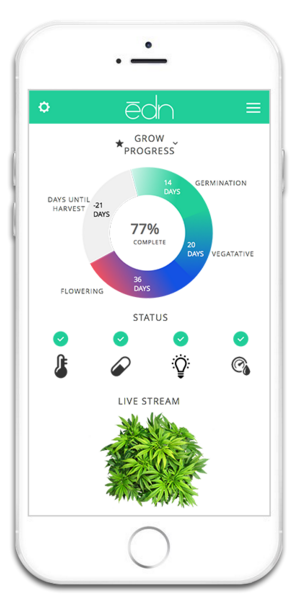 ēdn
GROW
PROGRESS
14
DAYS
GERMINATION
DAYS UNTIL
HARVEST
-21
DAYS
77%
COMPLETE
20
DAYS
VEGATATIVE
36
DAYS
FLOWERING
STATUS
LIVE STREAM